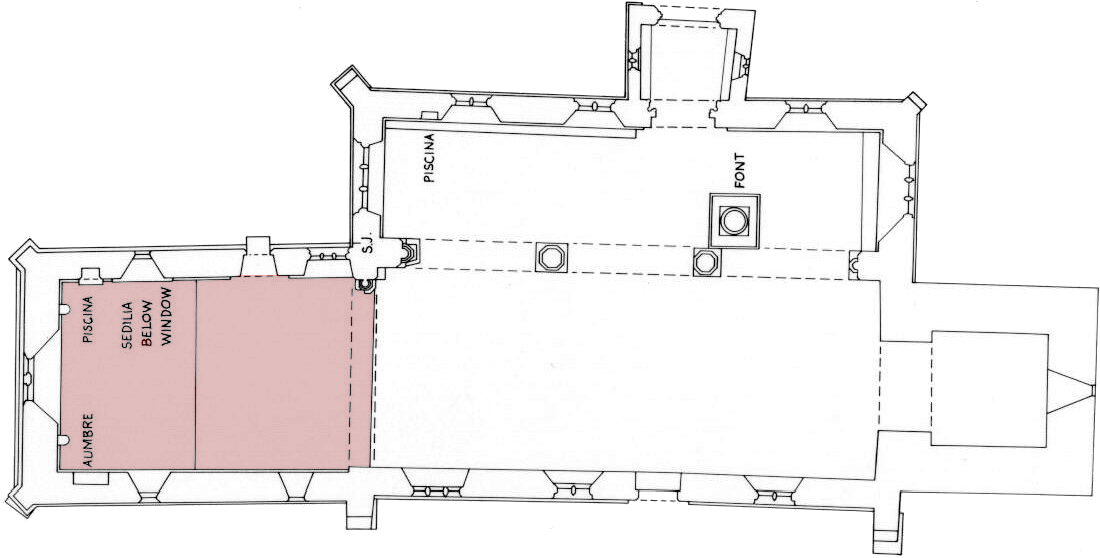 PISCINA
FONT
S.J.
PISCINA
SEDILIA
BELOW
WINDOW
AUMBRE